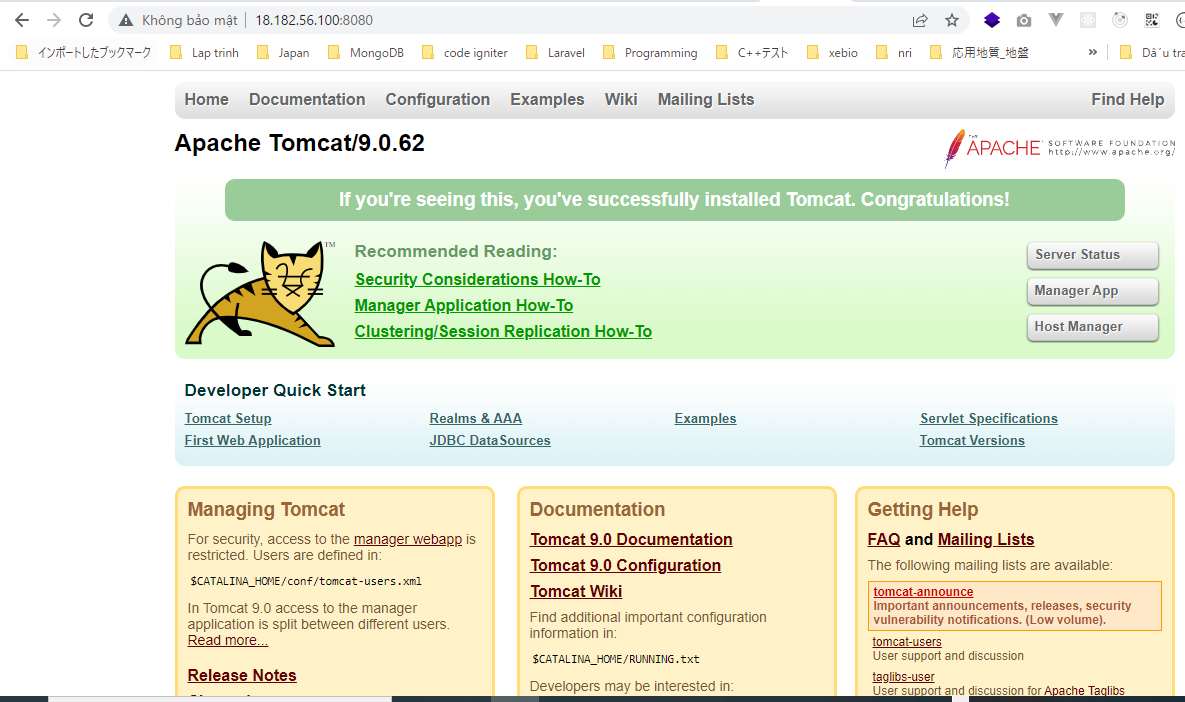 Không bảo mật 18.182.56.100:8080
インポートしたブックマーク Lap trinh Japan MongoDB code igniter Laravel Programming C++テスト xebio nri 応用地質_地盤 » Dấu tra
Home Documentation Configuration Examples Wiki Mailing Lists Find Help
Apache Tomcat/9.0.62
THE APACHE SOFTWARE FOUNDATION
http://www.apache.org/
If you're seeing this, you've successfully installed Tomcat. Congratulations!
TM
Recommended Reading:
Security Considerations How-To
Manager Application How-To
Clustering/Session Replication How-To
Server Status
Manager App
Host Manager
Developer Quick Start
Tomcat Setup Realms & AAA Examples Servlet Specifications
First Web Application JDBC DataSources Tomcat Versions
Managing Tomcat
For security, access to the manager webapp is
restricted. Users are defined in:
$CATALINA_HOME/conf/tomcat-users.xml
In Tomcat 9.0 access to the manager
application is split between different users.
Read more...
Release Notes
Documentation
Tomcat 9.0 Documentation
Tomcat 9.0 Configuration
Tomcat Wiki
Find additional important configuration
information in:
$CATALINA_HOME/RUNNING.txt
Developers may be interested in:
Getting Help
FAQ and Mailing Lists
The following mailing lists are available:
tomcat-announce
Important announcements, releases, security
vulnerability notifications. (Low volume).
tomcat-users
User support and discussion
taglibs-user
User support and discussion for Apache Taglibs